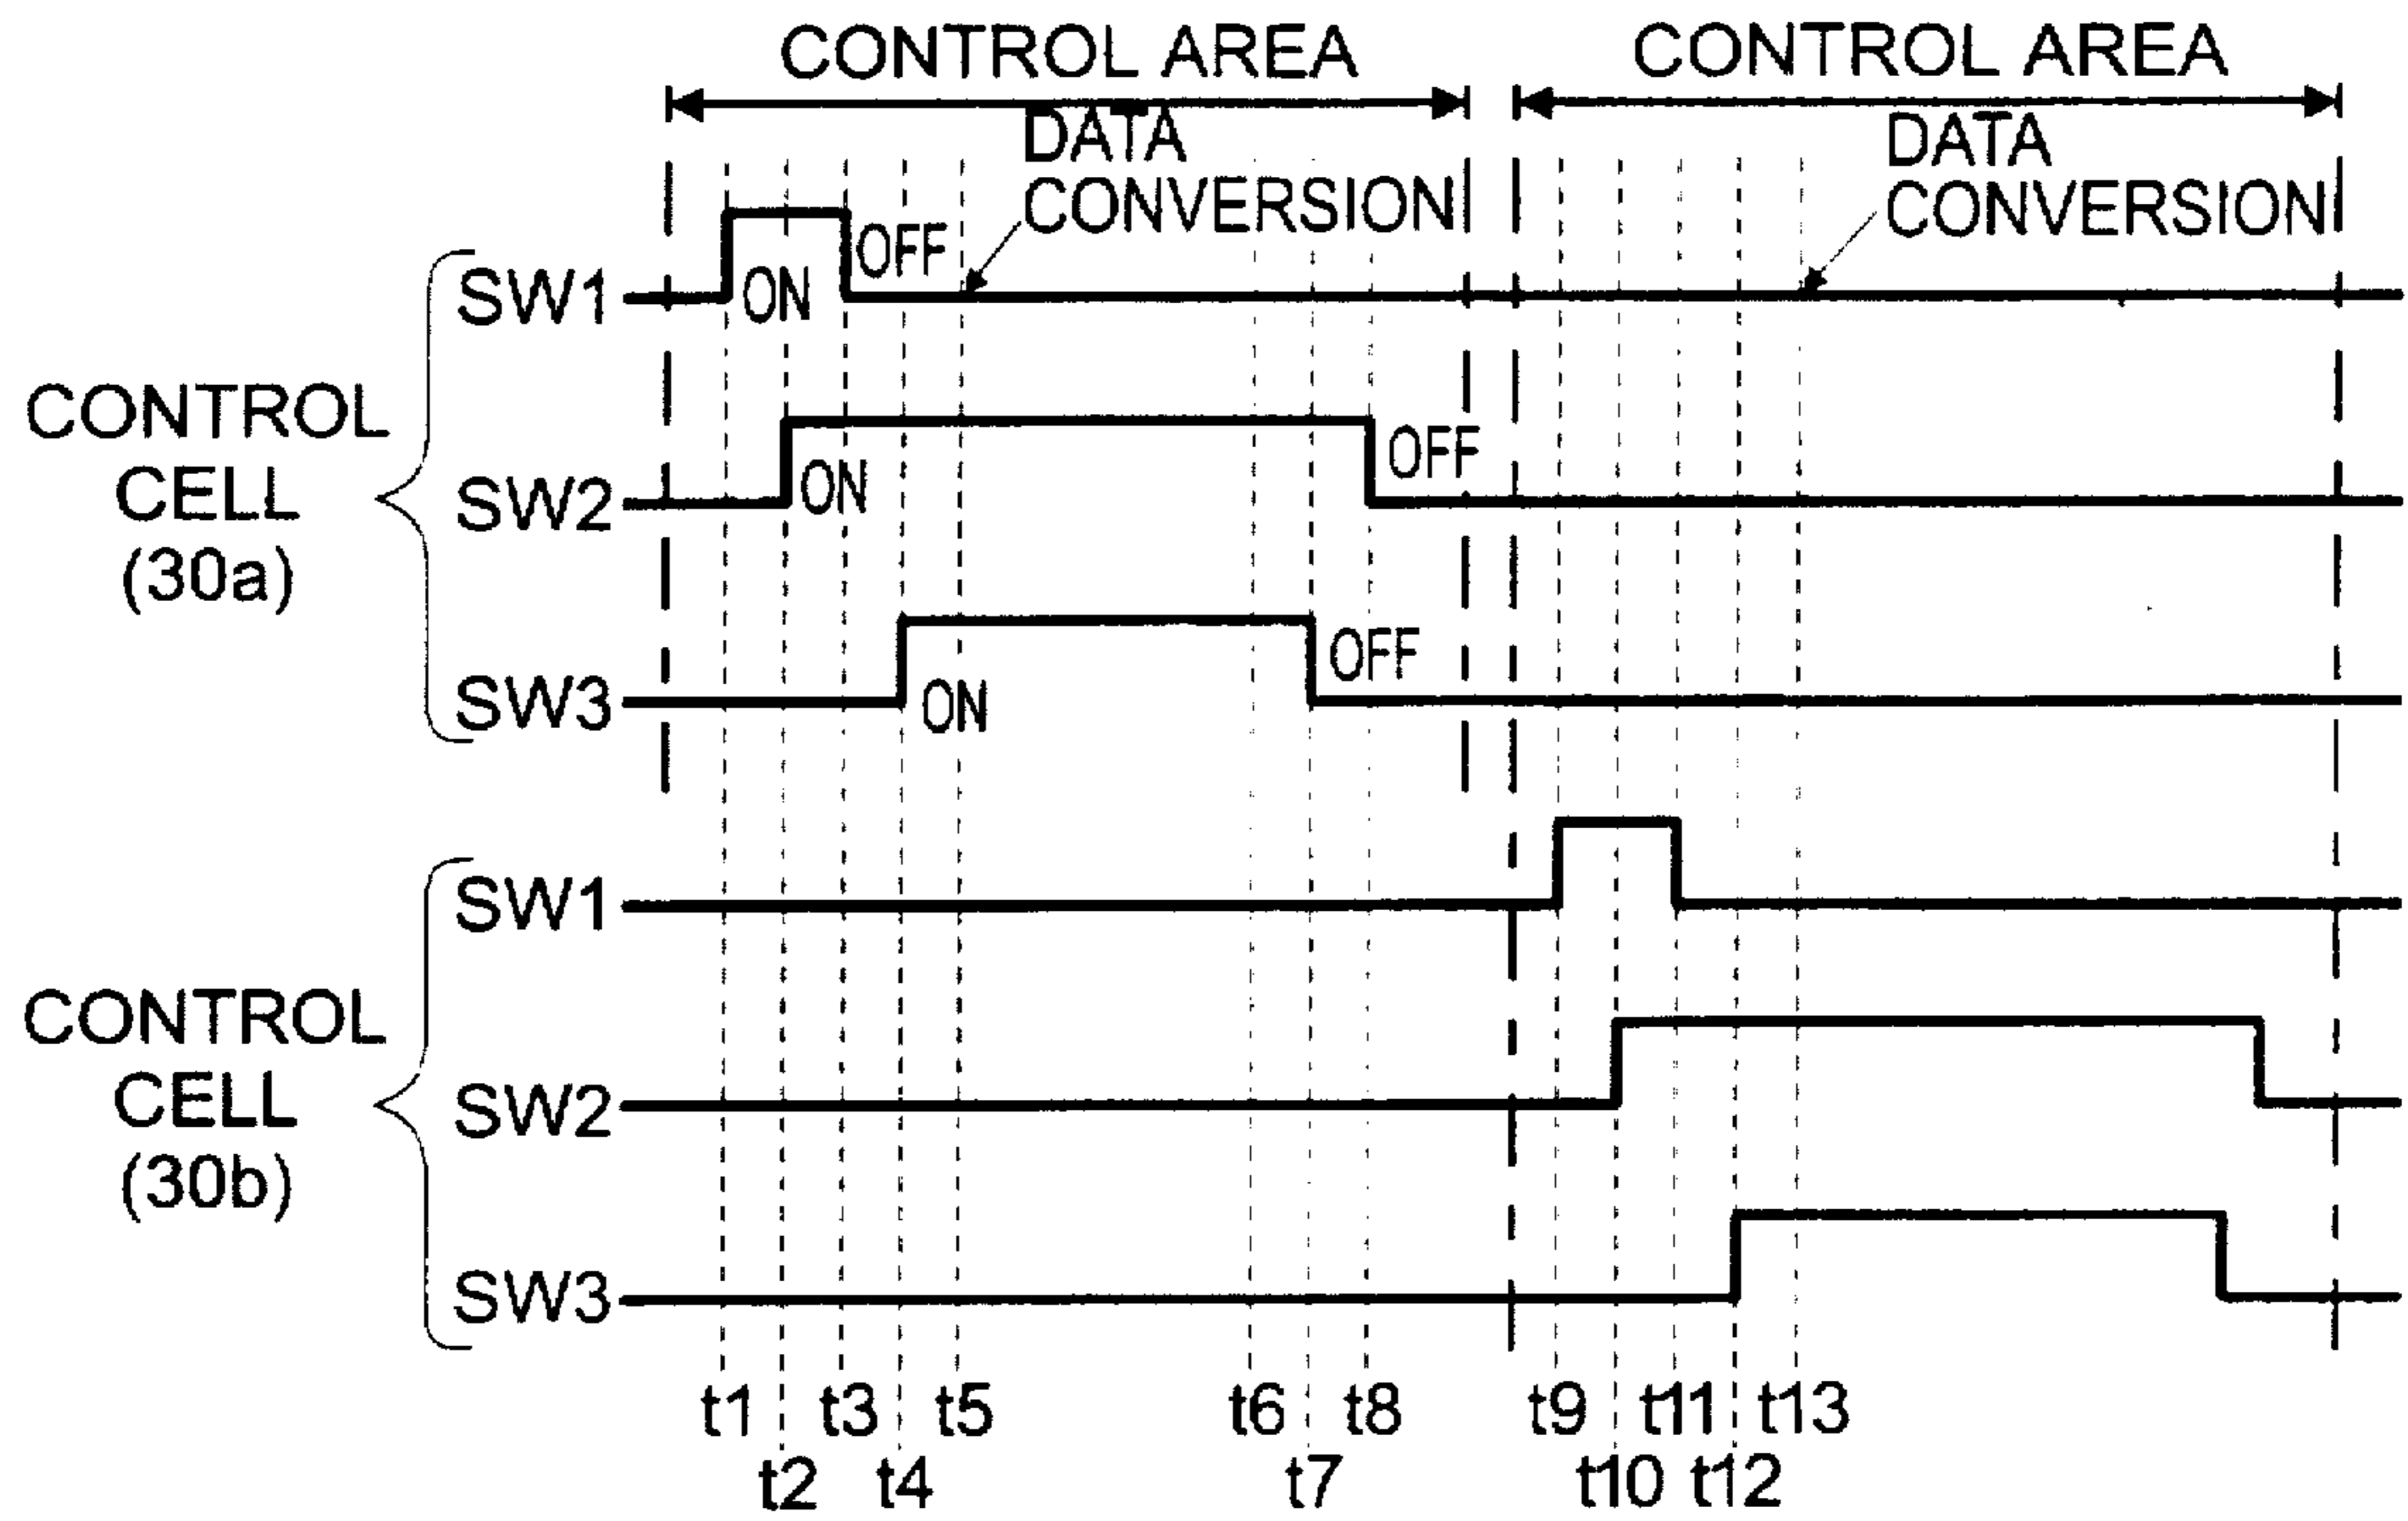 CONTROL AREA
CONTROL AREA
DATA
CONVERSION
DATA
CONVERSION
CONTROL
CELL
(30a)
SW1
ON
OFF
SW2
ON
OFF
SW3
ON
OFF
CONTROL
CELL
(30b)
SW1
SW2
SW3
t1
t3
t5
t6
t8
t9
t11
t13
t2
t4
t7
t10
t12